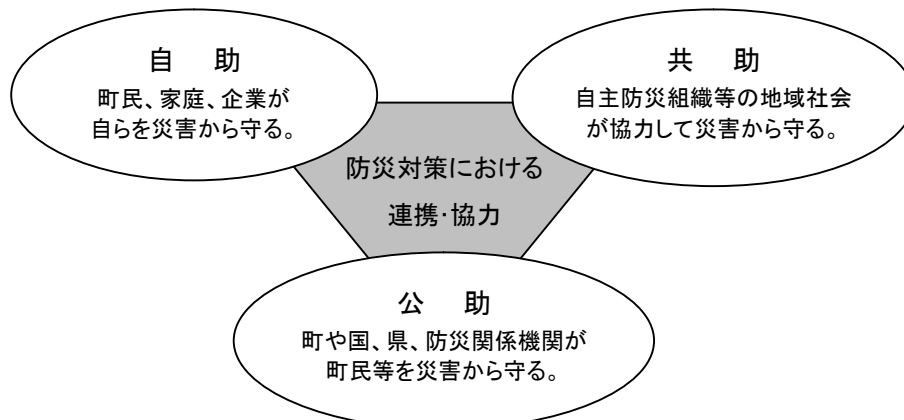 自 助
町民、家庭、企業が
自らを災害から守る。
共 助
自主防災組織等の地域社会
が協力して災害から守る。
防災対策における
連携･協力
公 助
町や国、県、防災関係機関が
町民等を災害から守る。